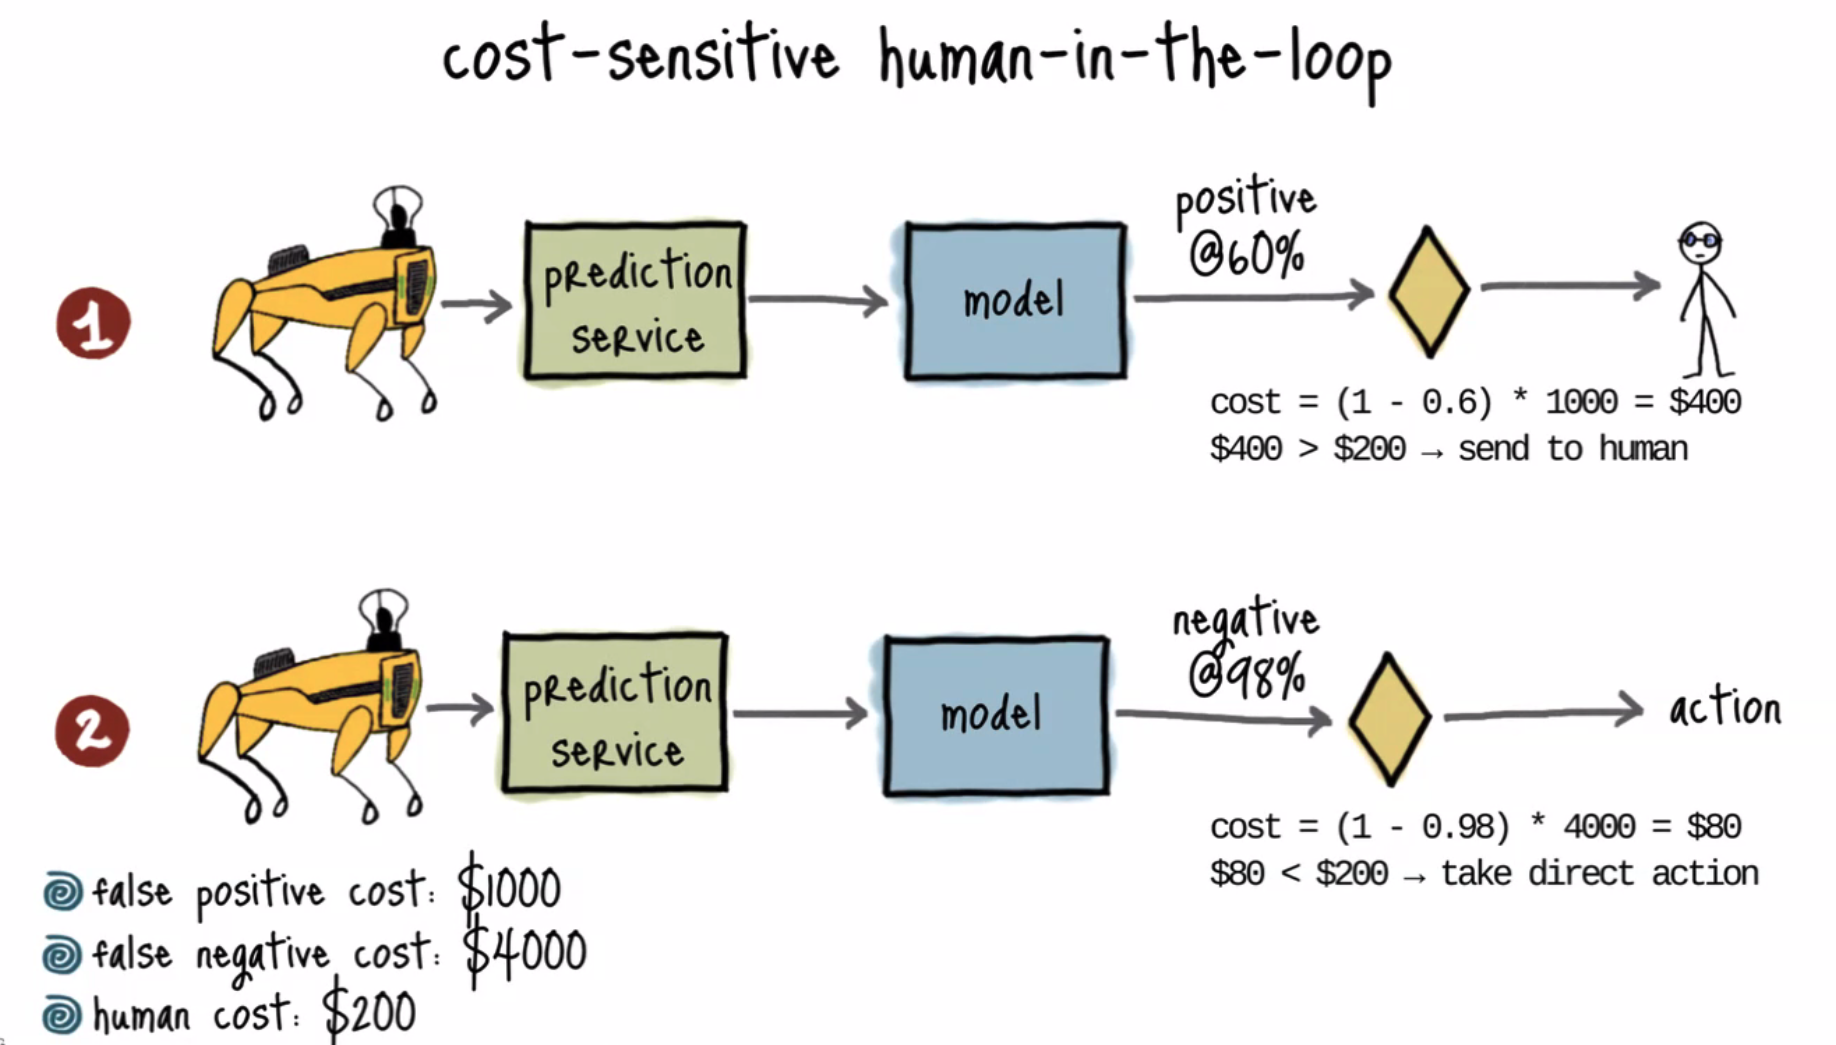 cost-sensitive human-in-the-loop
1
prediction
service
model
positive
@60%
cost = (1 - 0.6) * 1000 = $400
$400 > $200 → send to human
2
prediction
service
model
negative
@98%
action
cost = (1 - 0.98) * 4000 = $80
$80 < $200 → take direct action
false positive cost: $1000
false negative cost: $4000
human cost: $200